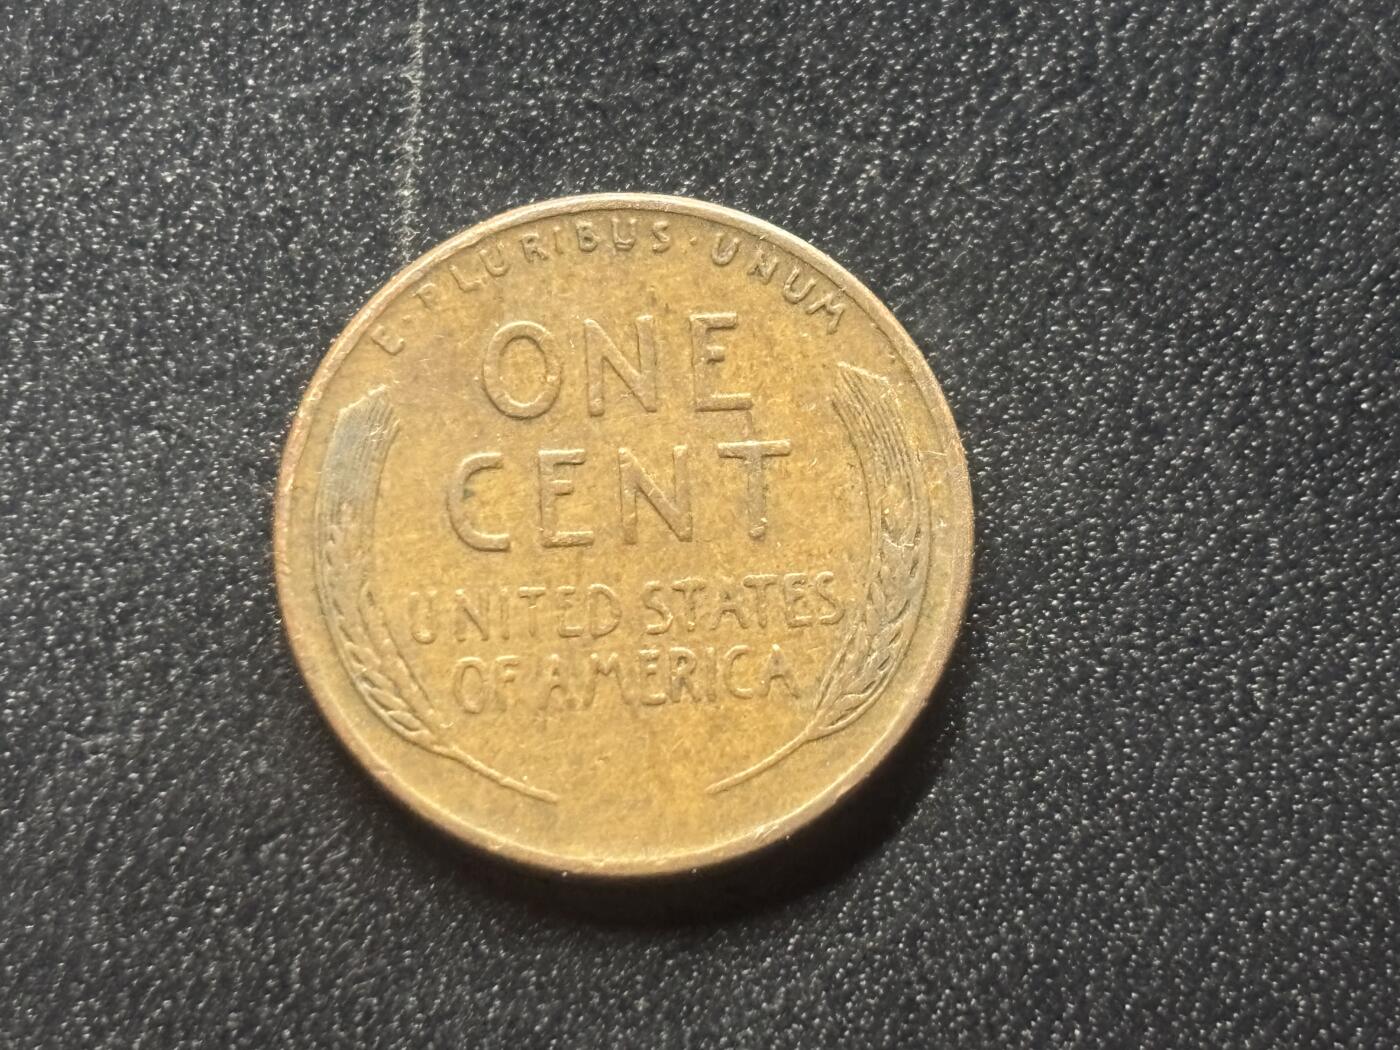 E · PLURIBUS · UNUM
ONE
CENT
UNITED STATES
OF AMERICA